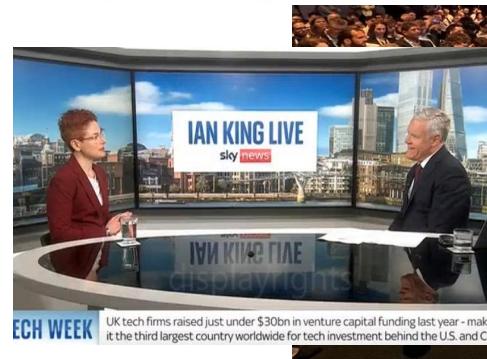 IAN KING LIVE
sky news
IAN KING LIVE
displayrights
ECH WEEK
UK tech firms raised just under $30bn in venture capital funding last year - mak
it the third largest country worldwide for tech investment behind the U.S. and C